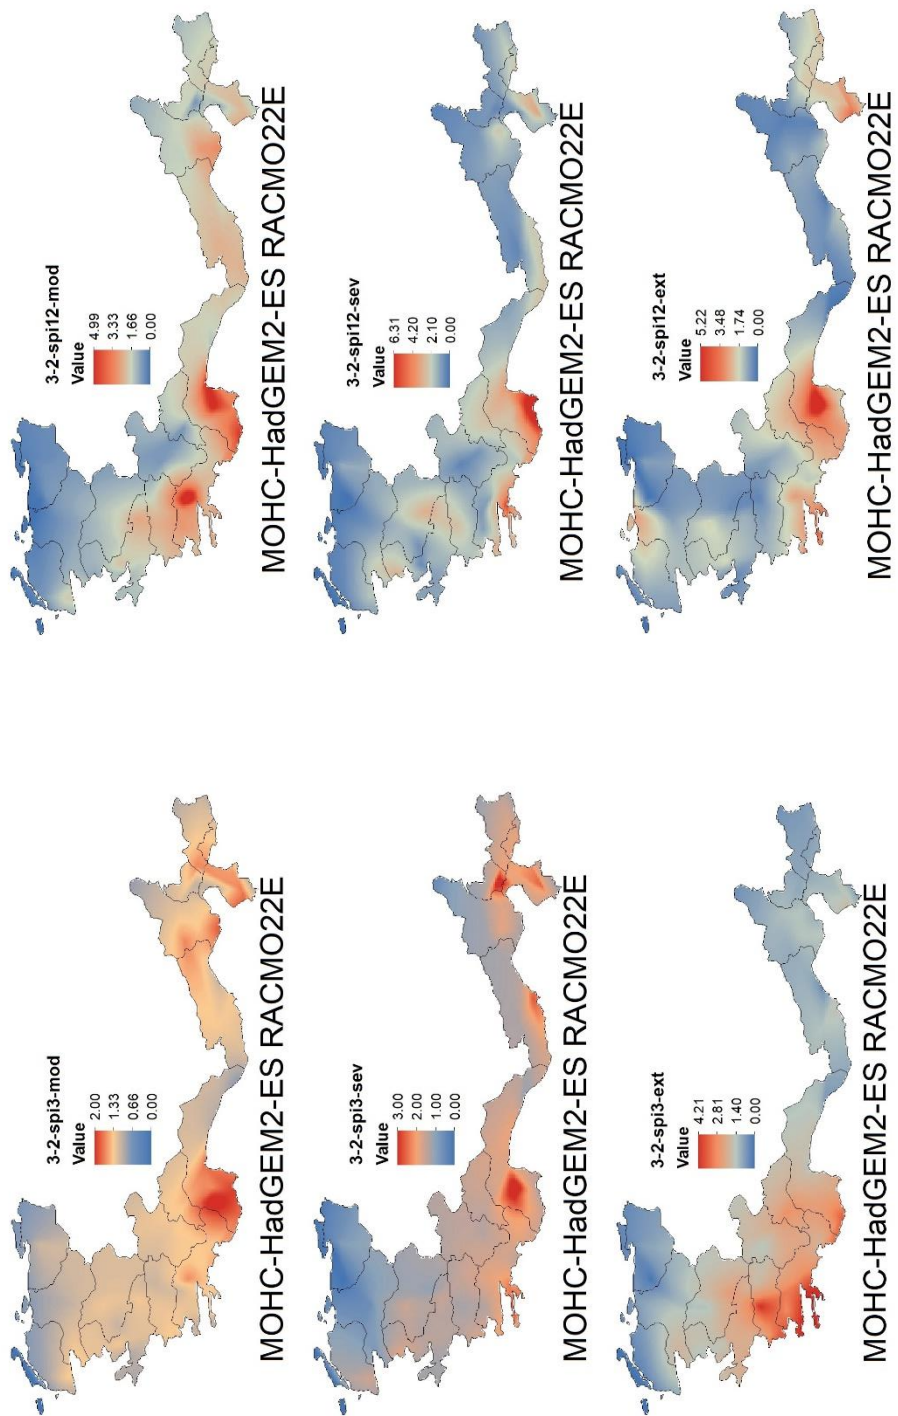 3-2-spi3-mod
Value
2.00
1.33
0.66
0.00
MOHC-HadGEM2-ES RACMO22E
3-2-spi12-mod
Value
4.99
3.33
1.66
0.00
MOHC-HadGEM2-ES RACMO22E
3-2-spi3-sev
Value
3.00
2.00
1.00
0.00
MOHC-HadGEM2-ES RACMO22E
3-2-spi12-sev
Value
6.31
4.20
2.10
0.00
MOHC-HadGEM2-ES RACMO22E
3-2-spi3-ext
Value
4.21
2.81
1.40
0.00
MOHC-HadGEM2-ES RACMO22E
3-2-spi12-ext
Value
5.22
3.48
1.74
0.00
MOHC-HadGEM2-ES RACMO22E